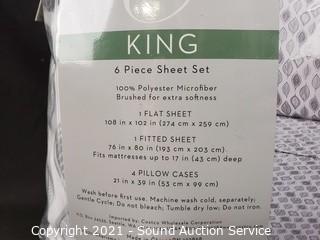 KING
6 Piece Sheet Set
100% Polyester Microfiber
Brushed for extra softness
1 FLAT SHEET
108 in x 102 in (274 cm x 259 cm)
1 FITTED SHEET
76 in x 80 in (193 cm x 203 cm)
Fits mattresses up to 17 in (43 cm) deep
4 PILLOW CASES
21 in x 39 in (53 cm x 99 cm)
Wash before first use. Machine wash cold, separately;
Gentle Cycle; Do not bleach; Tumble dry low; Do not iron.
Imported by: Costco Wholesale Corporation
Copyright 2021 - Sound Auction Service